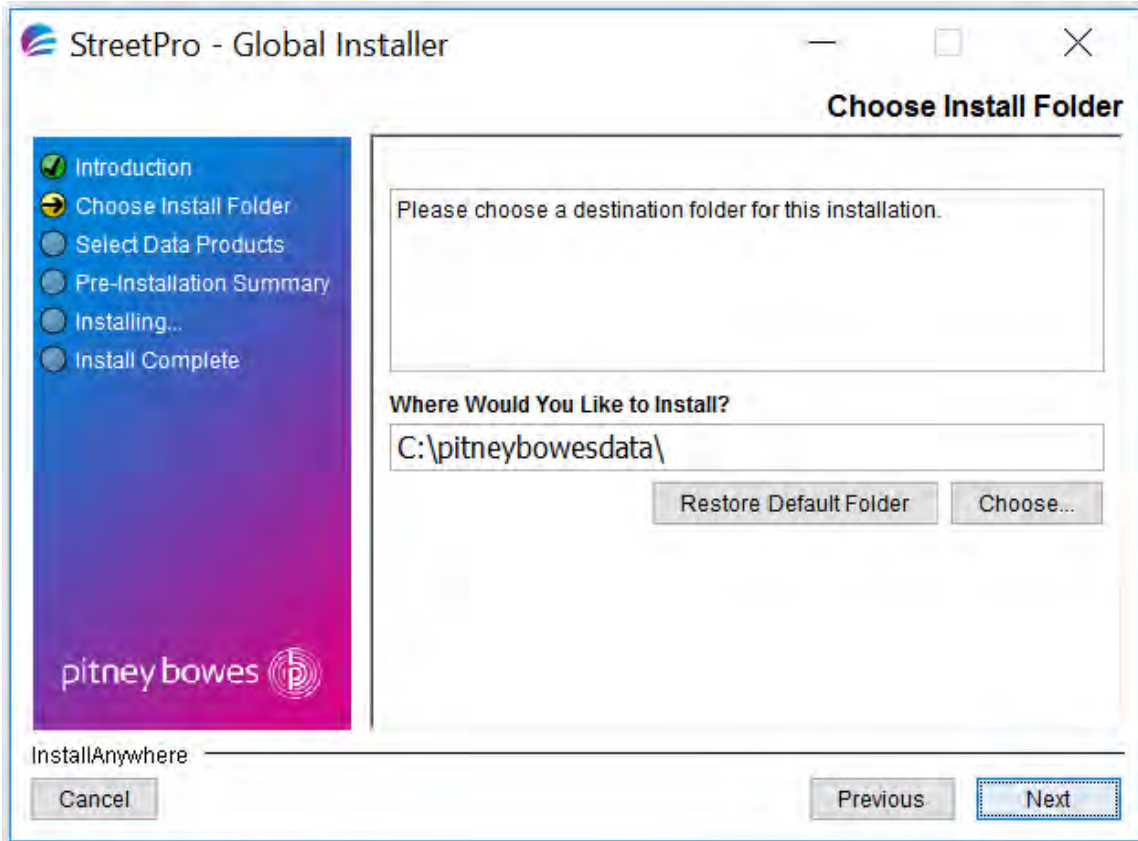 StreetPro - Global Installer
Choose Install Folder
Introduction
Choose Install Folder
Select Data Products
Pre-Installation Summary
Installing...
Install Complete
Please choose a destination folder for this installation.
Where Would You Like to Install?
C:\pitneybowesdata\
Restore Default Folder
Choose...
pitney bowes
InstallAnywhere
Cancel
Previous
Next